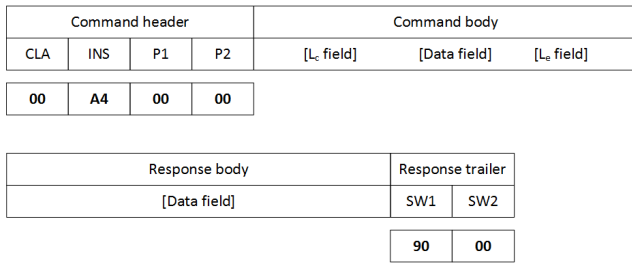 Command header Command body
CLA INS P1 P2 [Lc field] [Data field] [Le field]
00 A4 00 00
Response body Response trailer
[Data field] SW1 SW2
90 00